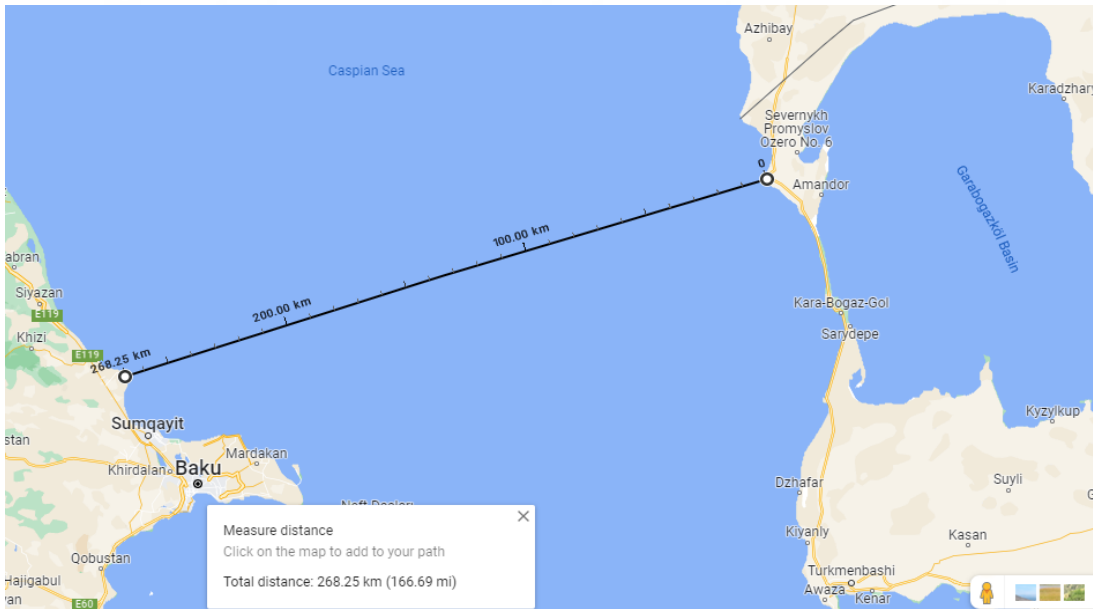 Azhibay
Caspian Sea
Karadzhary
Severnykh
Promyslov
Ozero No. 6
0
Amandor
Garabogazköl Basin
100.00 km
abran
Siyazan
E119
200.00 km
Kara-Bogaz-Gol
Khizi
Sarydepe
E119
268.25 km
Kyzylkup
Sumqayit
stan
Mardakan
Khirdalan
Baku
Dzhafar
Suyli
Measure distance
Click on the map to add to your path
Total distance: 268.25 km (166.69 mi)
Kiyanly
Kasan
Qobustan
Turkmenbashi
Hajigabul
Awaza
Kenar
van
E60